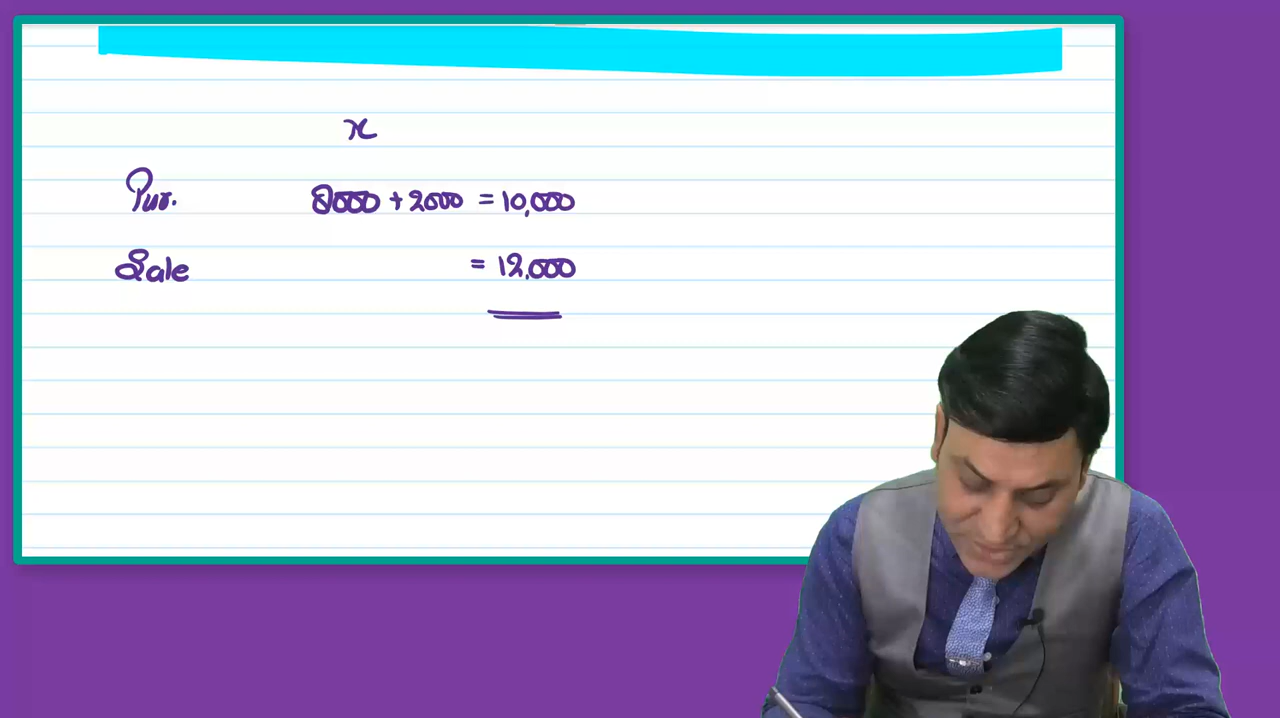 x
Pur. 8000 + 2000 = 10,000
Sale = 12,000